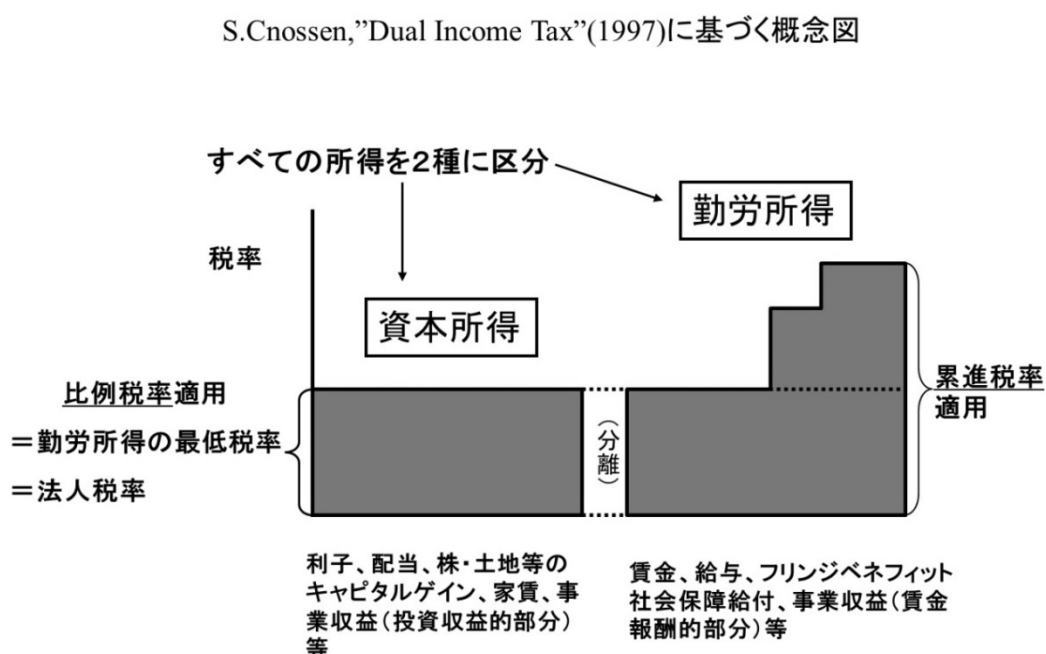 S.Cnossen,”Dual Income Tax”(1997)に基づく概念図
すべての所得を2種に区分
勤労所得
税率
資本所得
比例税率適用
＝勤労所得の最低税率
＝法人税率
(分離)
累進税率
適用
利子、配当、株・土地等の
キャピタルゲイン、家賃、事
業収益(投資収益的部分)
等
賃金、給与、フリンジベネフィット
社会保障給付、事業収益(賃金
報酬的部分)等